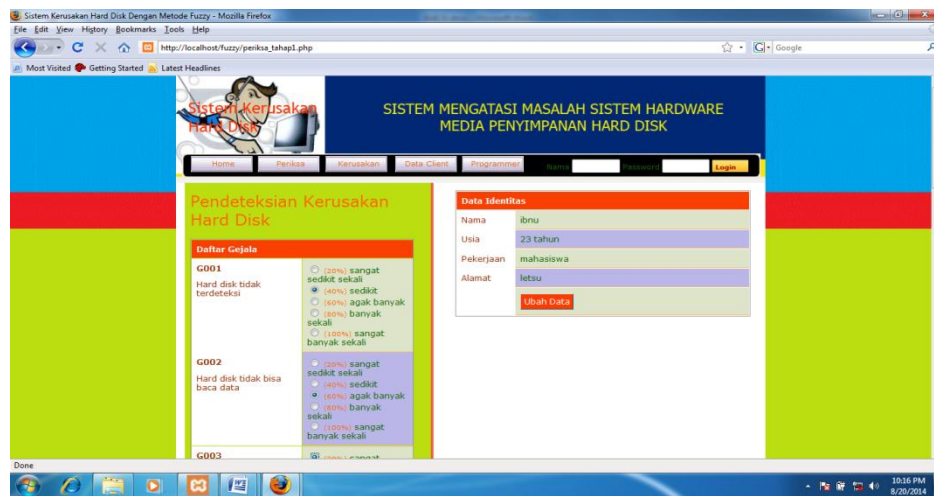 Sistem Kerusakan Hard Disk Dengan Metode Fuzzy - Mozilla Firefox
File Edit View History Bookmarks Tools Help
http://localhost/fuzzy/periksa_tahap1.php
Google
Most Visited Getting Started Latest Headlines
Sistem Kerusakan
Hard Disk
SISTEM MENGATASI MASALAH SISTEM HARDWARE
MEDIA PENYIMPANAN HARD DISK
Home Periksa Kerusakan Data Client Programmer Nama Password Login
Pendeteksian Kerusakan
Hard Disk
Daftar Gejala
G001
Hard disk tidak
terdeteksi
(20%) sangat
sedikit sekali
(40%) sedikit
(60%) agak banyak
(80%) banyak
sekali
(100%) sangat
banyak sekali
G002
Hard disk tidak bisa
baca data
(20%) sangat
sedikit sekali
(40%) sedikit
(60%) agak banyak
(80%) banyak
sekali
(100%) sangat
banyak sekali
G003
(20%) sangat
Data Identitas
Nama ibnu
Usia 23 tahun
Pekerjaan mahasiswa
Alamat letsu
Ubah Data
Done
10:16 PM
8/20/2014